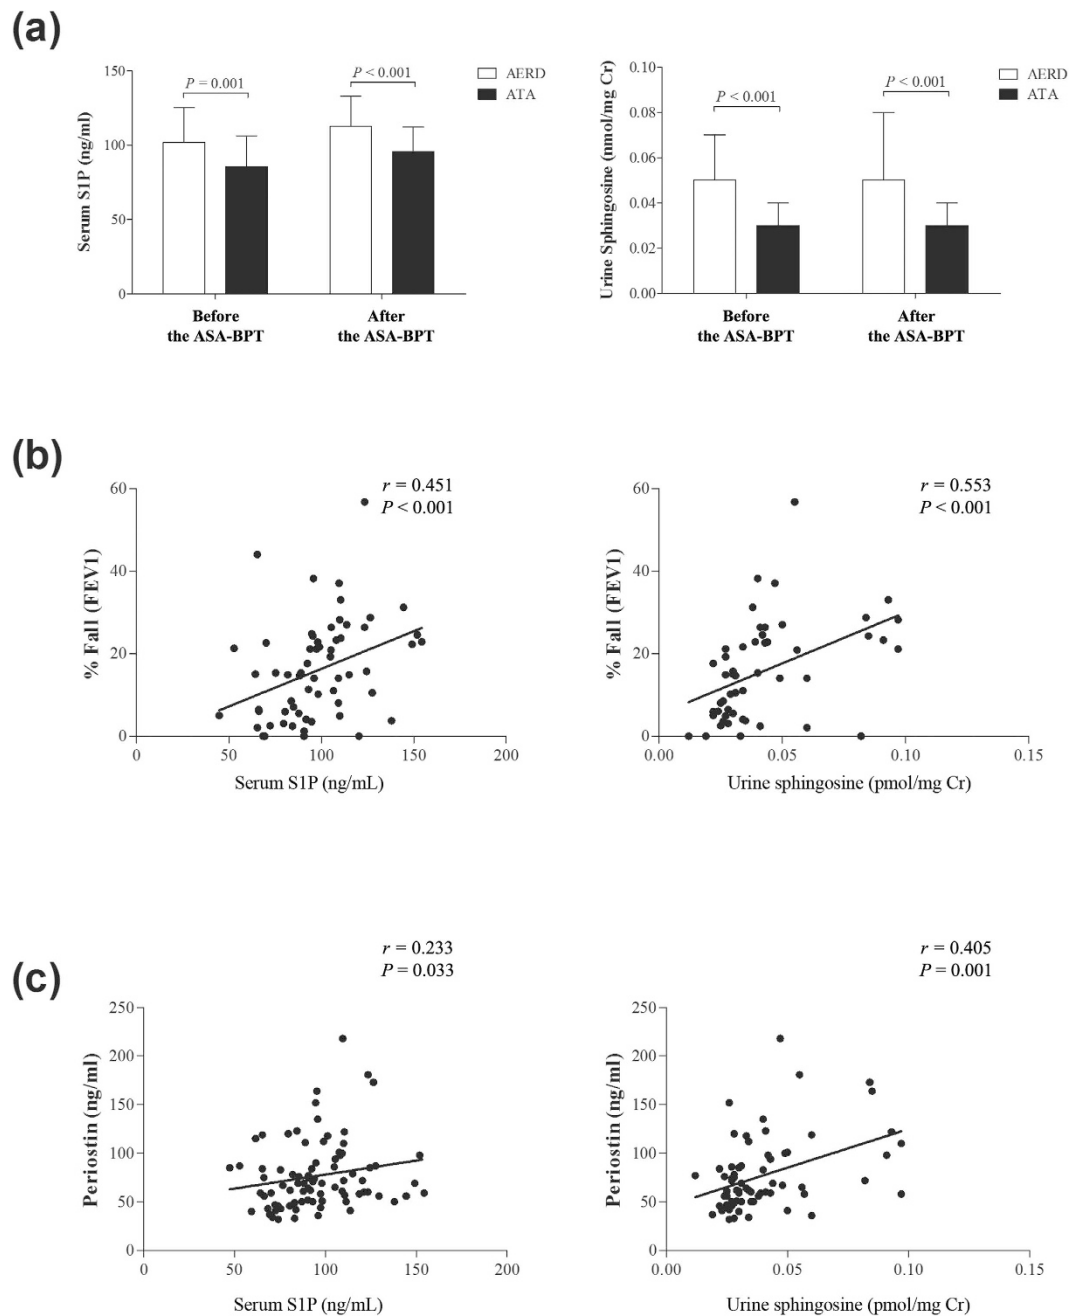 (a)
150
100
50
0
Serum S1P (ng/ml)
P = 0.001
P < 0.001
AERD
ATA
Before
the ASA-BPT
After
the ASA-BPT
0.10
0.08
0.06
0.04
0.02
0.00
Urine Sphingosine (nmol/mg Cr)
P < 0.001
P < 0.001
AERD
ATA
Before
the ASA-BPT
After
the ASA-BPT
(b)
r = 0.451
P < 0.001
60
40
20
0
% Fall (FEV1)
0 50 100 150 200
Serum S1P (ng/mL)
r = 0.553
P < 0.001
60
40
20
0
% Fall (FEV1)
0.00 0.05 0.10 0.15
Urine sphingosine (pmol/mg Cr)
(c)
r = 0.233
P = 0.033
250
200
150
100
50
0
Periostin (ng/ml)
0 50 100 150 200
Serum S1P (ng/mL)
r = 0.405
P = 0.001
250
200
150
100
50
0
Periostin (ng/ml)
0.00 0.05 0.10 0.15
Urine sphingosine (pmol/mg Cr)